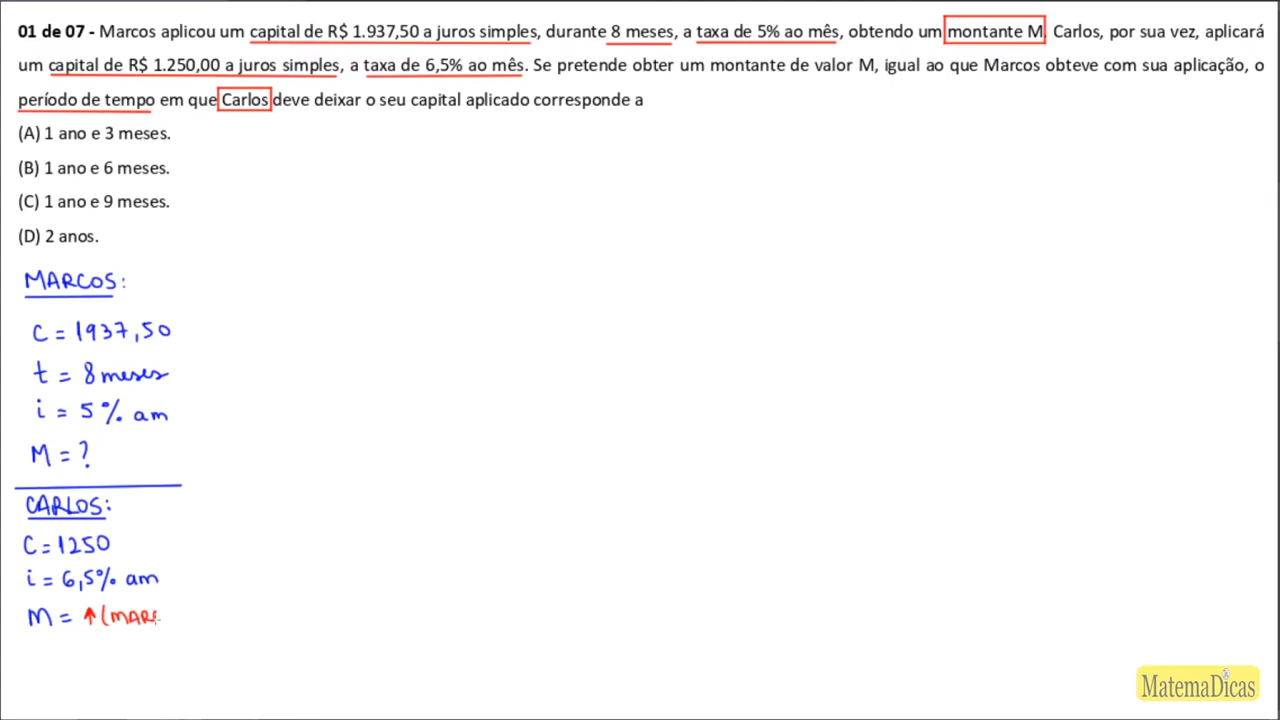 01 de 07 - Marcos aplicou um capital de R$ 1.937,50 a juros simples, durante 8 meses, a taxa de 5% ao mês, obtendo um montante M. Carlos, por sua vez, aplicará
um capital de R$ 1.250,00 a juros simples, a taxa de 6,5% ao mês. Se pretende obter um montante de valor M, igual ao que Marcos obteve com sua aplicação, o
período de tempo em que Carlos deve deixar o seu capital aplicado corresponde a
(A) 1 ano e 3 meses.
(B) 1 ano e 6 meses.
(C) 1 ano e 9 meses.
(D) 2 anos.
MARCOS:
C = 1937,50
t = 8 meses
i = 5% am
M = ?
CARLOS:
C = 1250
i = 6,5% am
M = ↑ (MAR
MatemaDicas